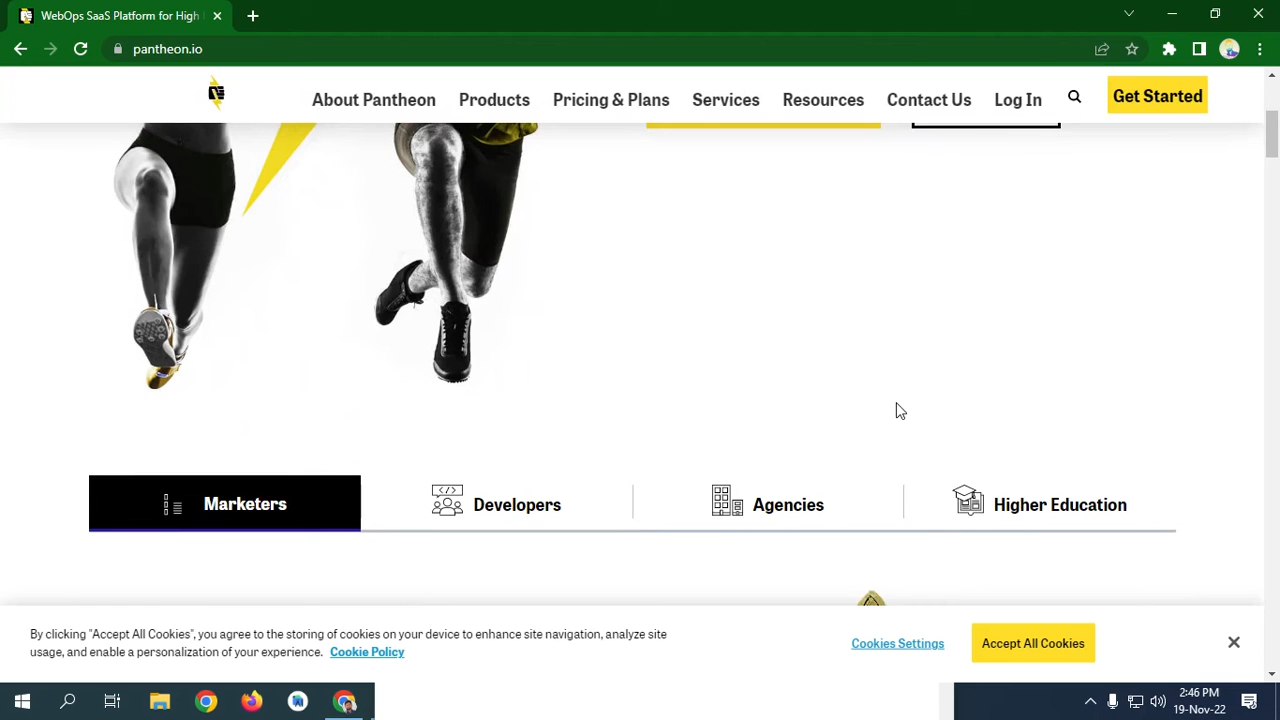 WebOps SaaS Platform for High
pantheon.io
About Pantheon Products Pricing & Plans Services Resources Contact Us Log In Get Started
Marketers Developers Agencies Higher Education
By clicking "Accept All Cookies", you agree to the storing of cookies on your device to enhance site navigation, analyze site
usage, and enable a personalization of your experience. Cookie Policy
Cookies Settings Accept All Cookies
2:46 PM
19-Nov-22